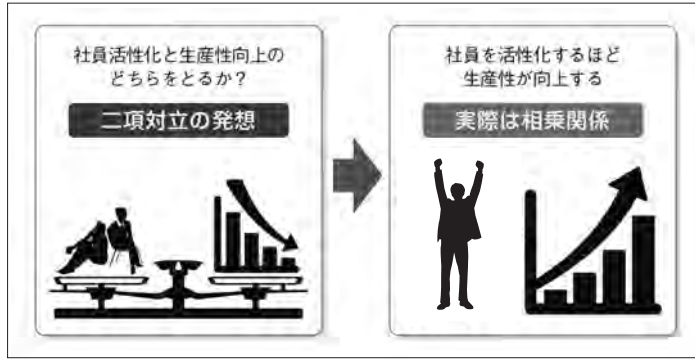 社員活性化と生産性向上の
どちらをとるか？
二項対立の発想
社員を活性化するほど
生産性が向上する
実際は相乗関係